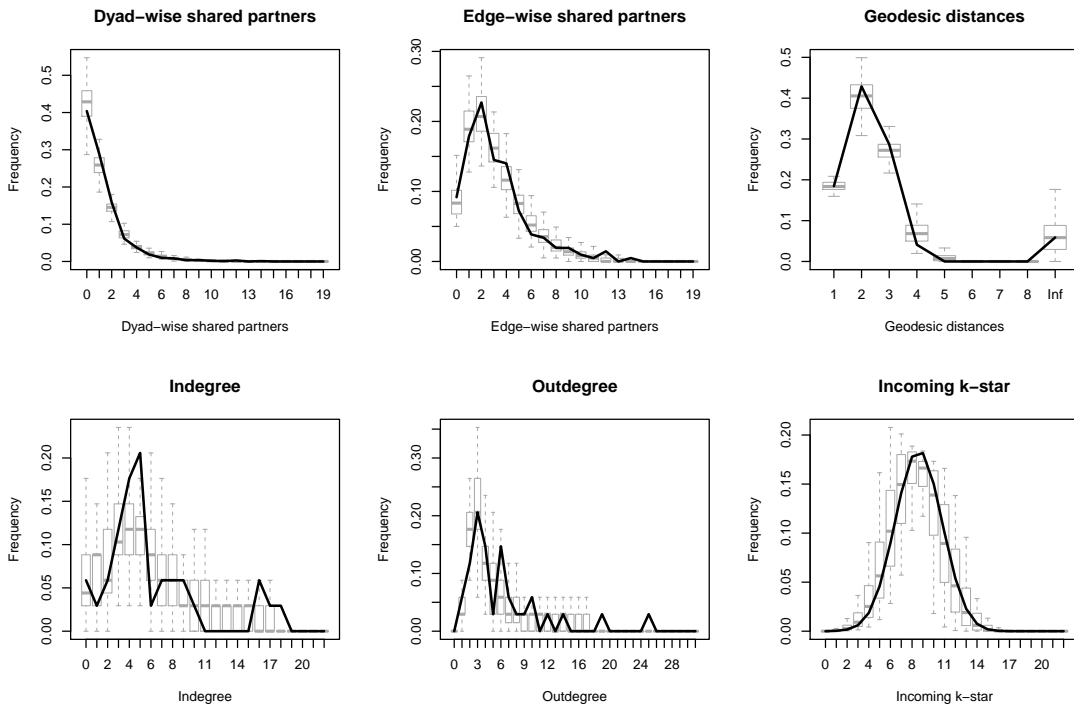 Dyad−wise shared partners
Frequency
0.0 0.1 0.2 0.3 0.4 0.5
0 2 4 6 8 10 13 16 19
Dyad−wise shared partners
Edge−wise shared partners
Frequency
0.00 0.10 0.20 0.30
0 2 4 6 8 10 13 16 19
Edge−wise shared partners
Geodesic distances
Frequency
0.0 0.1 0.2 0.3 0.4 0.5
1 2 3 4 5 6 7 8 Inf
Geodesic distances
Indegree
Frequency
0.00 0.05 0.10 0.15 0.20
0 2 4 6 8 11 14 17 20
Indegree
Outdegree
Frequency
0.00 0.10 0.20 0.30
0 3 6 9 12 16 20 24 28
Outdegree
Incoming k−star
Frequency
0.00 0.05 0.10 0.15 0.20
0 2 4 6 8 11 14 17 20
Incoming k−star